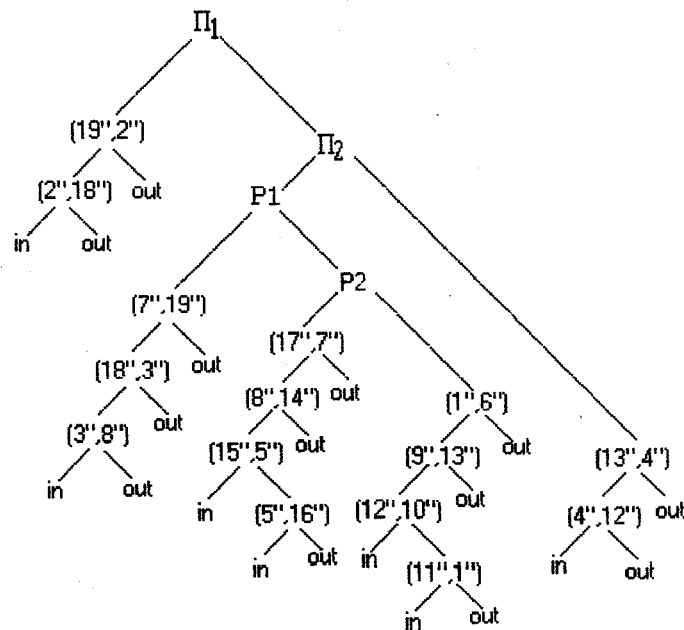 Π1
(19",2")
Π2
(2",18") out
P1
in out
P2
(7",19")
(17",7")
(18",3") out
(8",14") out
(1",6")
(3",8") out
(15",5") out
(9",13") out
(13",4")
in out
in
(5",16")
(12",10") out
(4",12") out
in out
in
(11",1")
in out
in out